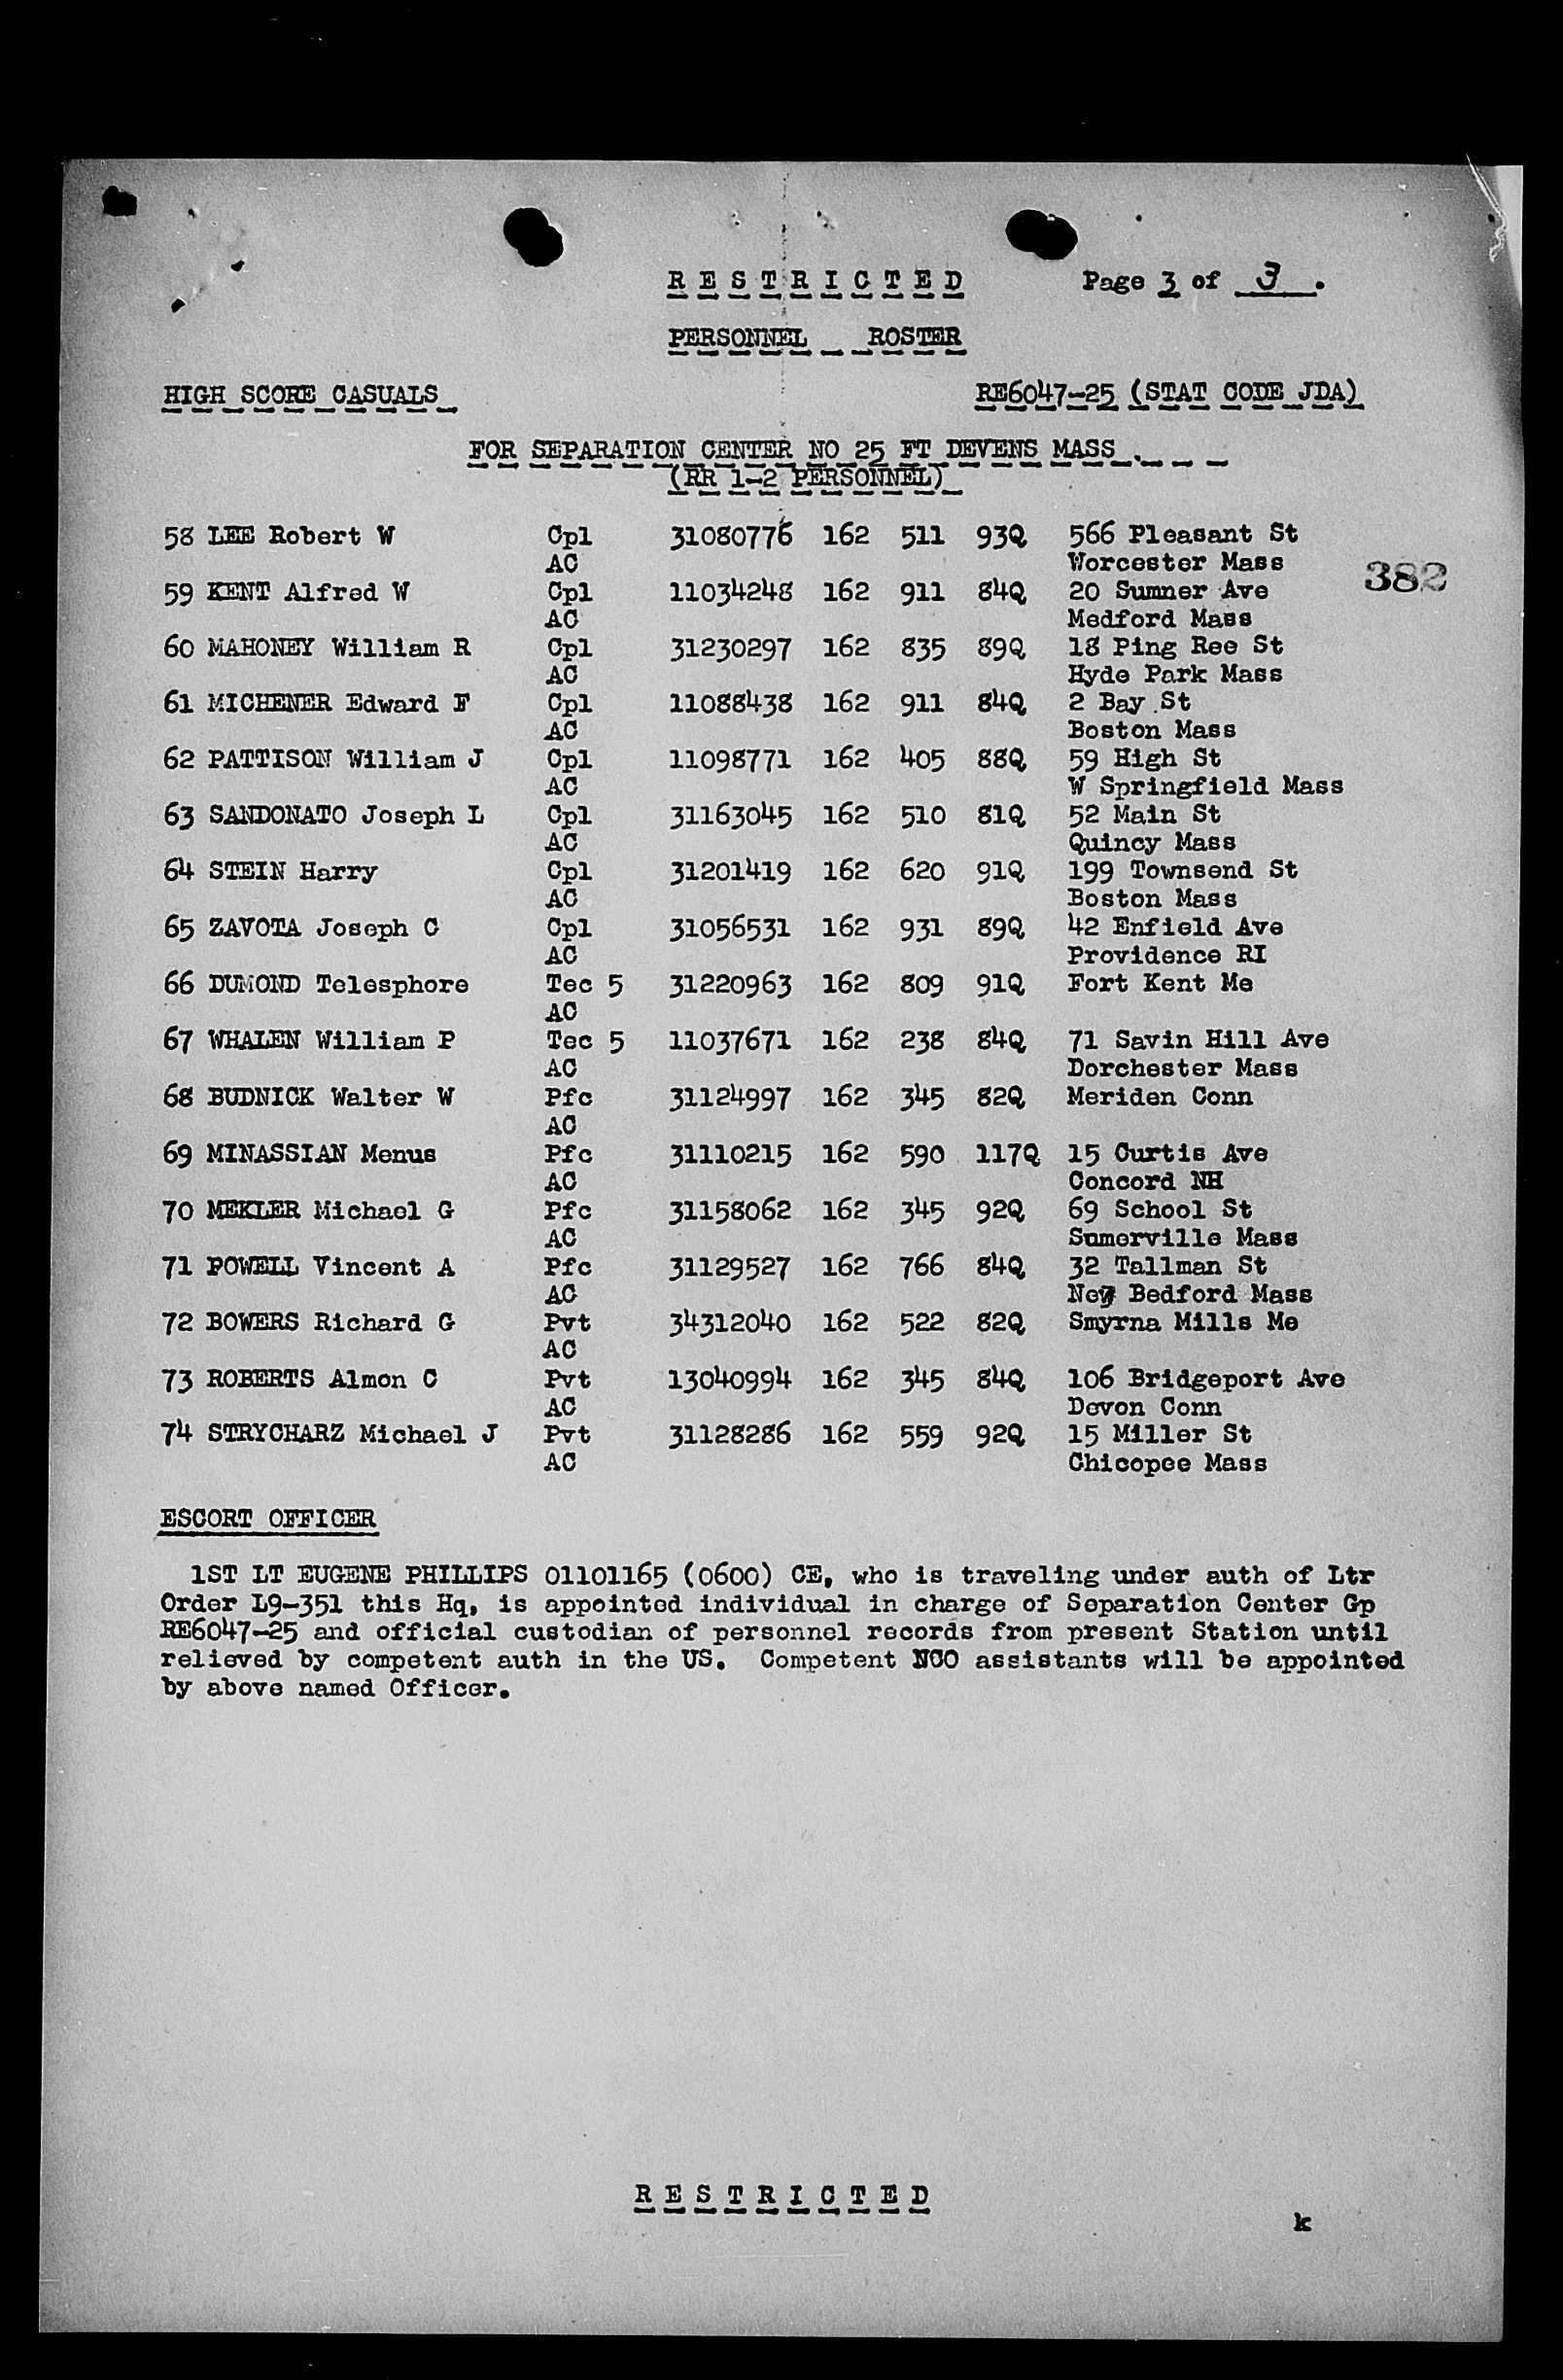 R E S T R I C T E D Page 3 of 3 .
PERSONNEL ROSTER
HIGH SCORE CASUALS RE6047-25 (STAT CODE JDA)
FOR SEPARATION CENTER NO 25 FT DEVENS MASS .
(RR 1-2 PERSONNEL)
58 LEE Robert W Cpl 31080776 162 511 93Q 566 Pleasant St
AC Worcester Mass
382
59 KENT Alfred W Cpl 11034248 162 911 84Q 20 Sumner Ave
AC Medford Mass
60 MAHONEY William R Cpl 31230297 162 835 89Q 18 Ping Ree St
AC Hyde Park Mass
61 MICHENER Edward F Cpl 11088438 162 911 84Q 2 Bay St
AC Boston Mass
62 PATTISON William J Cpl 11098771 162 405 88Q 59 High St
AC W Springfield Mass
63 SANDONATO Joseph L Cpl 31163045 162 510 81Q 52 Main St
AC Quincy Mass
64 STEIN Harry Cpl 31201419 162 620 91Q 199 Townsend St
AC Boston Mass
65 ZAVOTA Joseph C Cpl 31056531 162 931 89Q 42 Enfield Ave
AC Providence RI
66 DUMOND Telesphore Tec 5 31220963 162 809 91Q Fort Kent Me
AC
67 WHALEN William P Tec 5 11037671 162 238 84Q 71 Savin Hill Ave
AC Dorchester Mass
68 BUDNICK Walter W Pfc 31124997 162 345 82Q Meriden Conn
AC
69 MINASSIAN Menus Pfc 31110215 162 590 117Q 15 Curtis Ave
AC Concord NH
70 MEKLER Michael G Pfc 31158062 162 345 92Q 69 School St
AC Sumerville Mass
71 POWELL Vincent A Pfc 31129527 162 766 84Q 32 Tallman St
AC New Bedford Mass
72 BOWERS Richard G Pvt 34312040 162 522 82Q Smyrna Mills Me
AC
73 ROBERTS Almon C Pvt 13040994 162 345 84Q 106 Bridgeport Ave
AC Devon Conn
74 STRYCHARZ Michael J Pvt 31128286 162 559 92Q 15 Miller St
AC Chicopee Mass
ESCORT OFFICER
1ST LT EUGENE PHILLIPS 01101165 (0600) CE, who is traveling under auth of Ltr
Order L9-351 this Hq, is appointed individual in charge of Separation Center Gp
RE6047-25 and official custodian of personnel records from present Station until
relieved by competent auth in the US. Competent NCO assistants will be appointed
by above named Officer.
R E S T R I C T E D
k